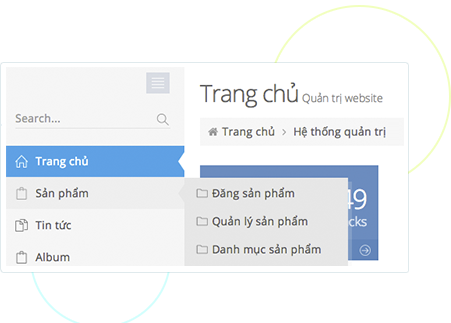 Search...
Trang chủ
Sản phẩm
Tin tức
Album
Trang chủ Quản trị website
Trang chủ > Hệ thống quản trị
Đăng sản phẩm
Quản lý sản phẩm
Danh mục sản phẩm
49
cks